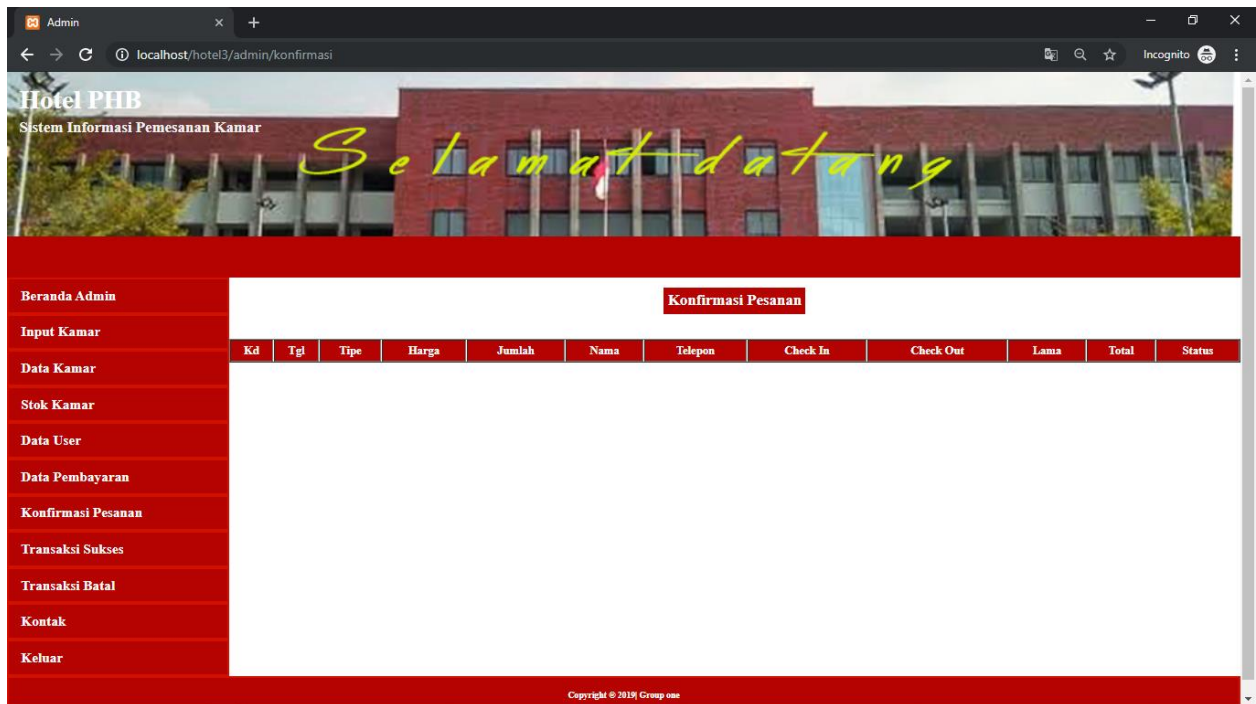 Admin
localhost/hotel3/admin/konfirmasi
Incognito
Hotel PHB
Sistem Informasi Pemesanan Kamar
Selamat datang
Beranda Admin
Input Kamar
Data Kamar
Stok Kamar
Data User
Data Pembayaran
Konfirmasi Pesanan
Transaksi Sukses
Transaksi Batal
Kontak
Keluar
Konfirmasi Pesanan
Kd Tgl Tipe Harga Jumlah Nama Telepon Check In Check Out Lama Total Status
Copyright © 2019| Group one